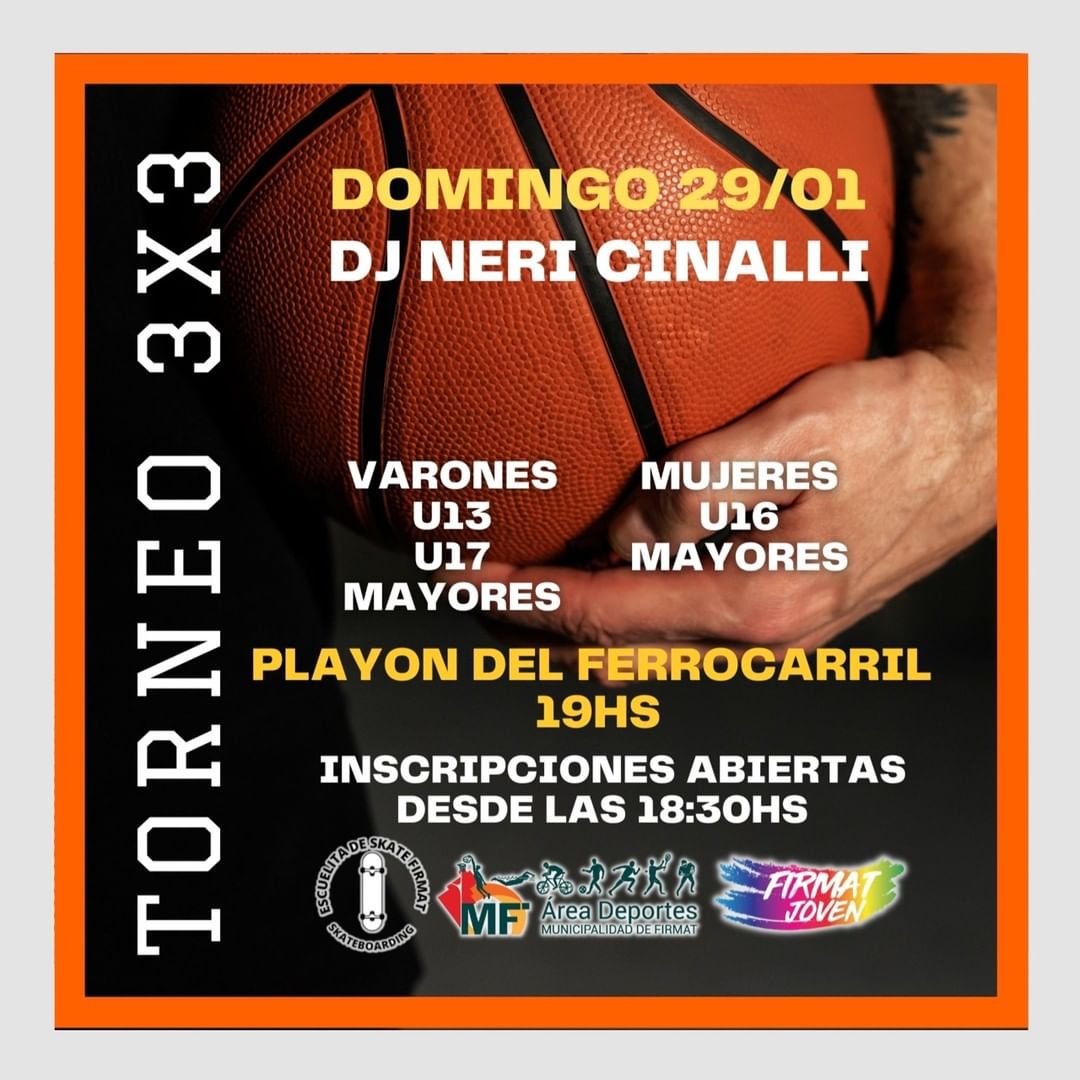 TORNEO 3X3
DOMINGO 29/01
DJ NERI CINALLI
VARONES
U13
U17
MAYORES
MUJERES
U16
MAYORES
PLAYON DEL FERROCARRIL
19HS
INSCRIPCIONES ABIERTAS
DESDE LAS 18:30HS
ESCUELITA DE SKATE FIRMAT
SKATEBOARDING
MF
Área Deportes
MUNICIPALIDAD DE FIRMAT
FIRMAT
JOVEN